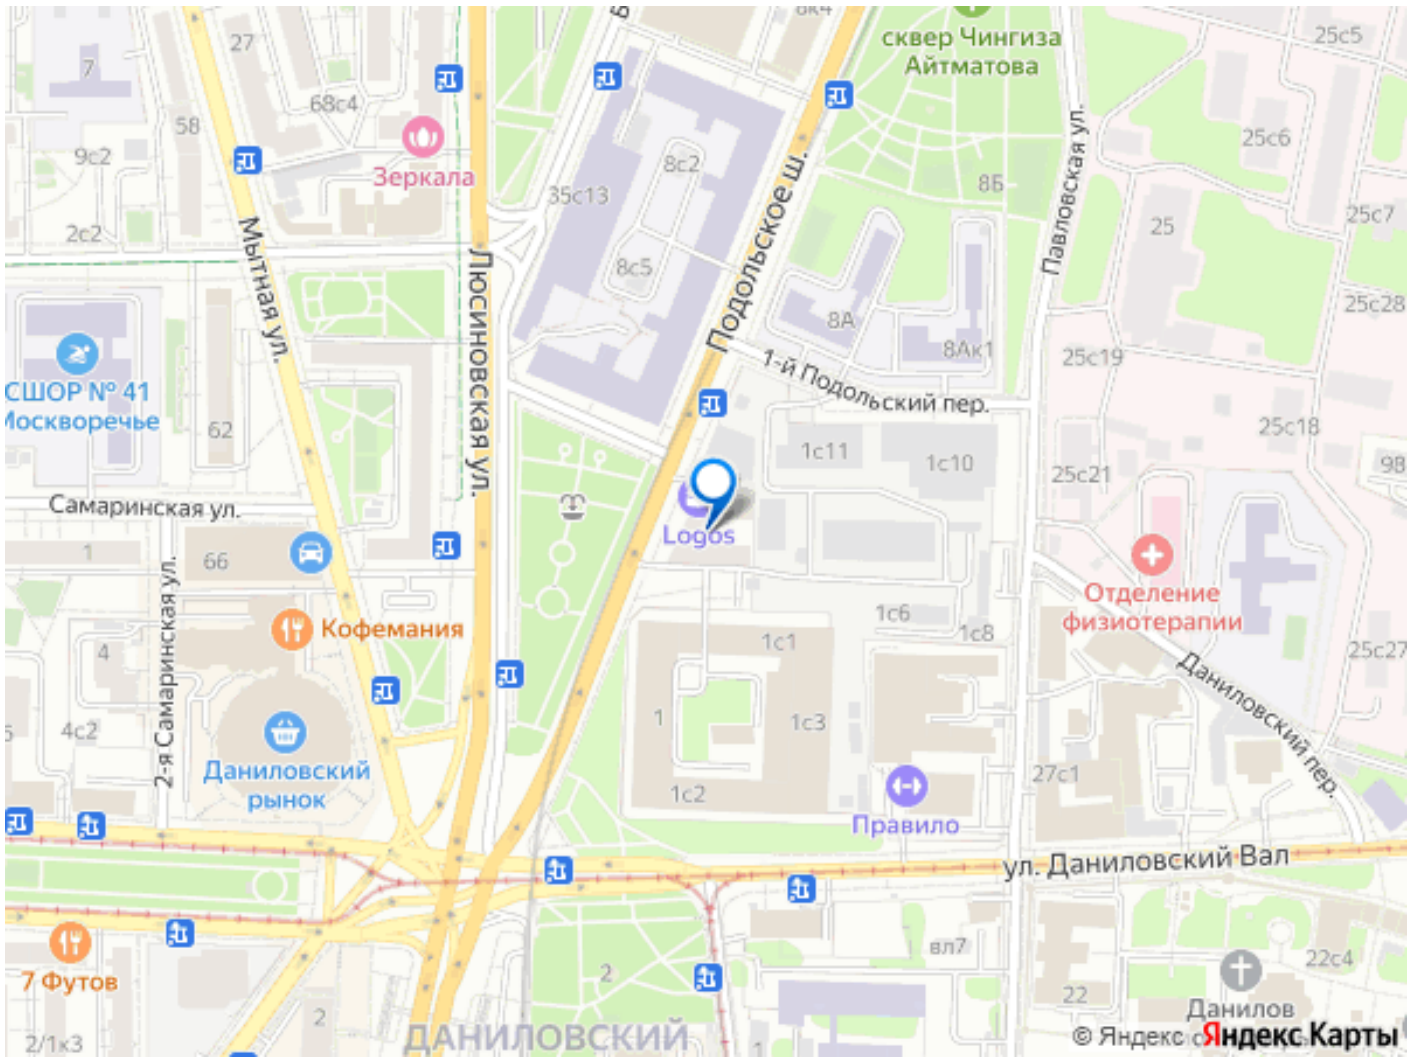 8к4
сквер Чингиза
Айтматова
25с5
27
7
68с4
58
9с2
Зеркала
8с2
35с13
8Б
25с6
Павловская ул.
25
25с7
2с2
Мытная ул.
Люсиновская ул.
8с5
Подольское ш.
8А
8Ак1
25с28
25с19
1-й Подольский пер.
СШОР № 41
Москворечье
62
1с11
1с10
25с18
25с21
98
Самаринская ул.
Logos
1
66
2-я Самаринская ул.
Отделение
физиотерапии
1с6
1с8
Кофемания
1с1
4
25с27
Даниловский пер.
4с2
1
1с3
Даниловский
рынок
27с1
1с2
Правило
ул. Даниловский Вал
вл7
7 Футов
2
22с4
22
Данилов
2
2/1к3
ДАНИЛОВСКИЙ
© Яндекс
Яндекс Карты